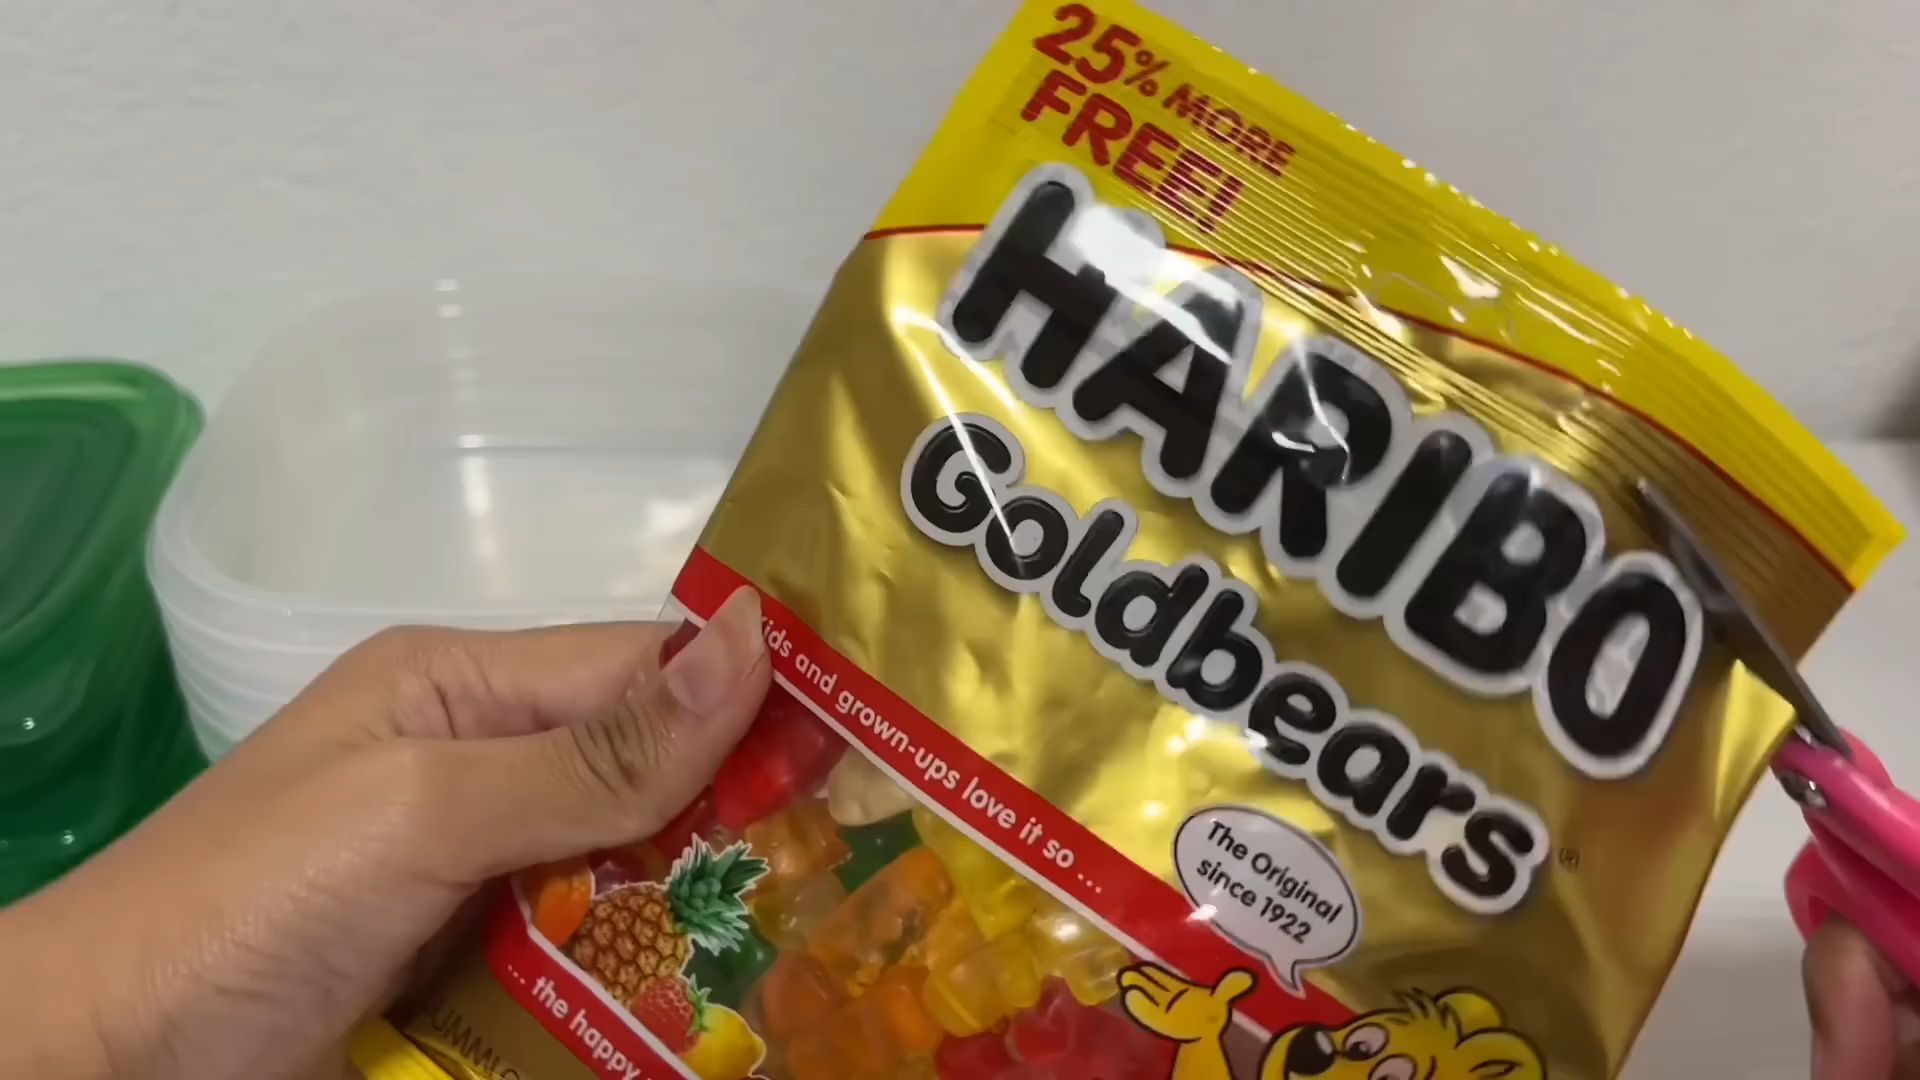 25% MORE
FREE!
HARIBO
Goldbears
®
Kids and grown-ups love it so ...
The Original
since 1922
... the happy